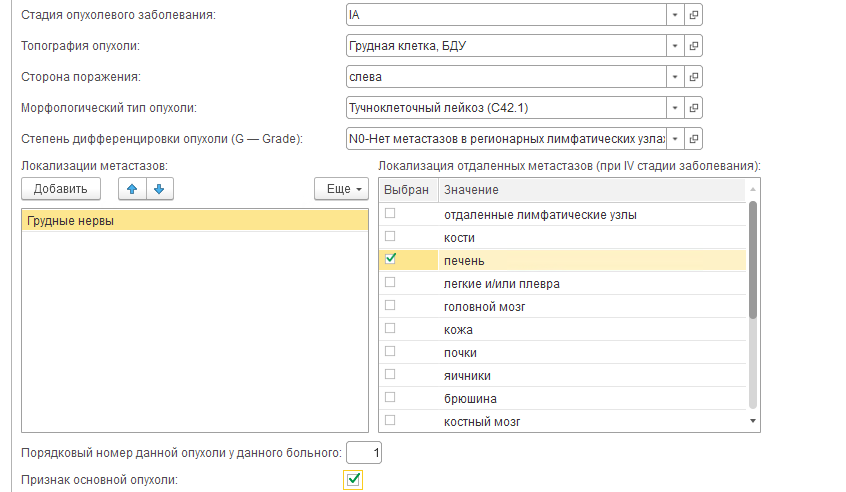 Стадия опухолевого заболевания: IA
Топография опухоли: Грудная клетка, БДУ
Сторона поражения: слева
Морфологический тип опухоли: Тучноклеточный лейкоз (C42.1)
Степень дифференцировки опухоли (G — Grade): N0-Нет метастазов в регионарных лимфатических узлах
Локализации метастазов:
Добавить Еще
Грудные нервы
Локализация отдаленных метастазов (при IV стадии заболевания):
Выбран Значение
отдаленные лимфатические узлы
кости
печень
легкие и/или плевра
головной мозг
кожа
почки
яичники
брюшина
костный мозг
Порядковый номер данной опухоли у данного больного: 1
Признак основной опухоли: